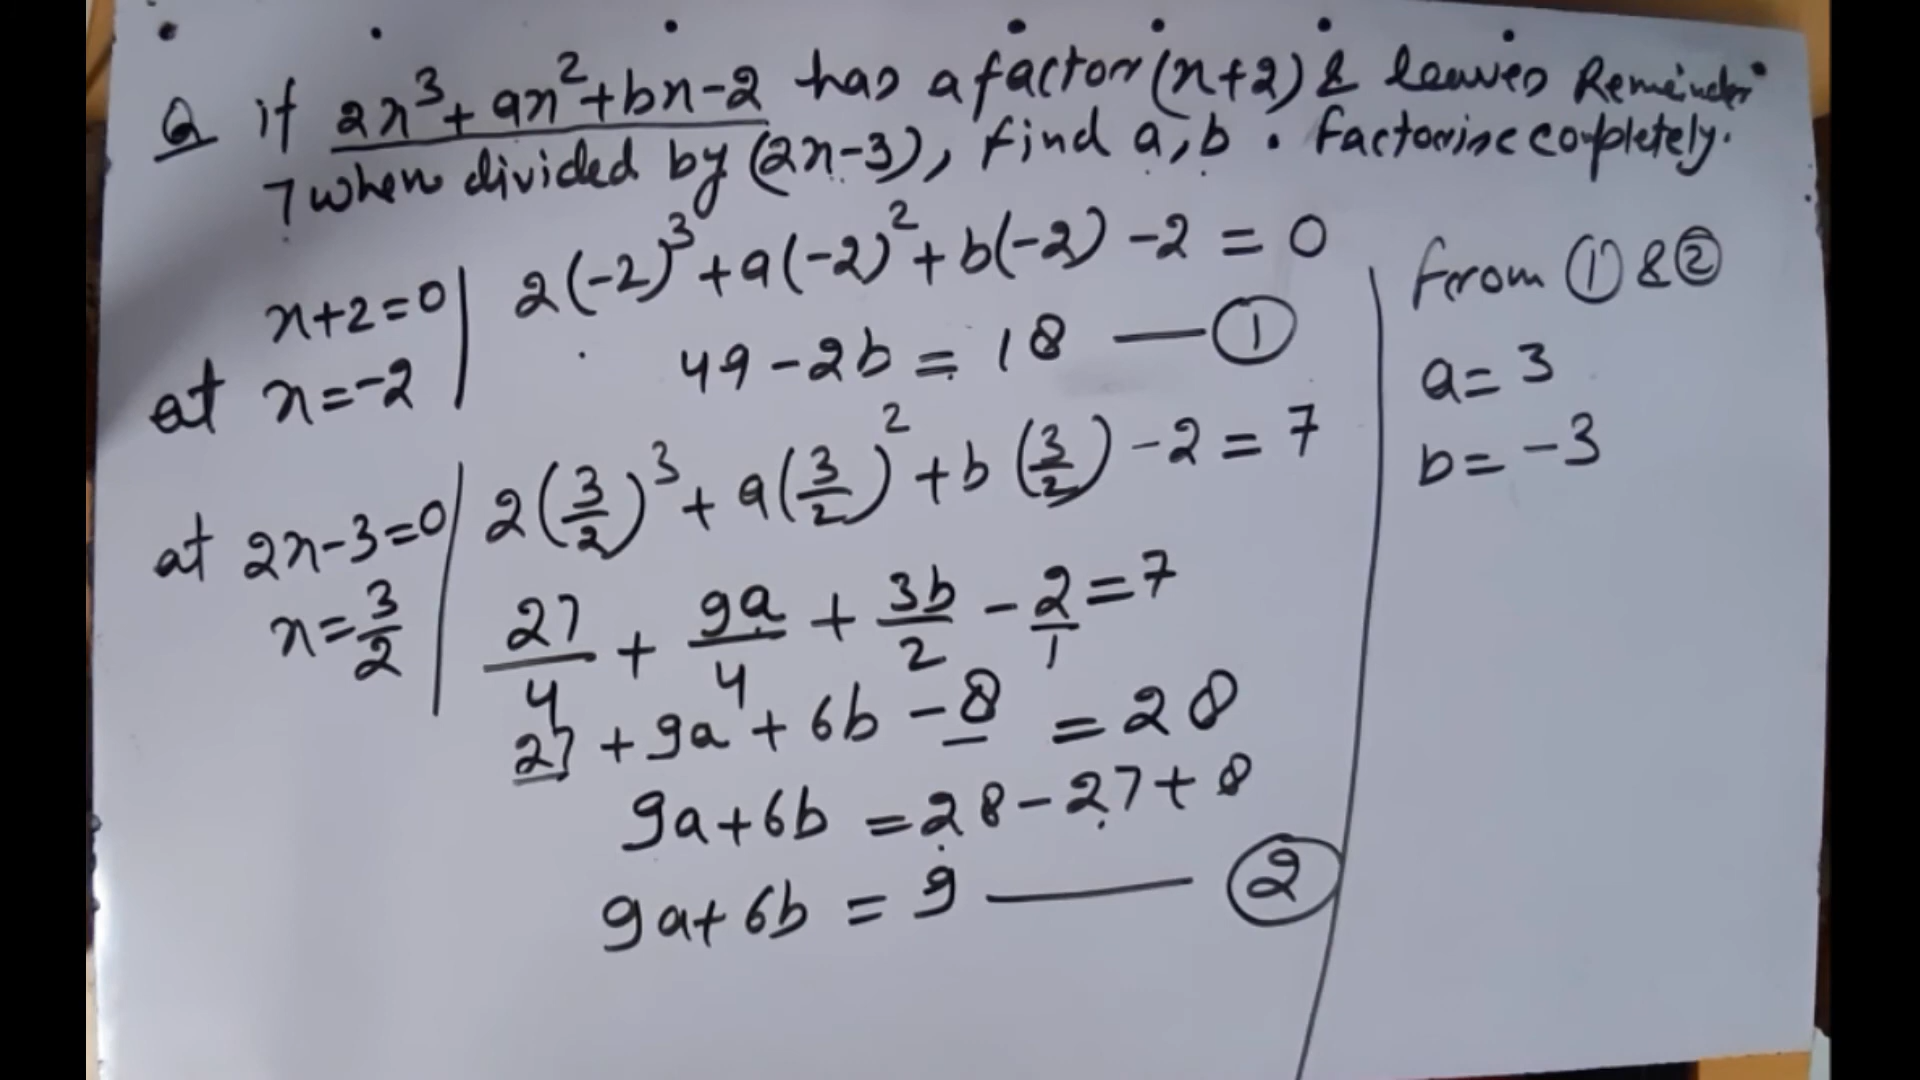 Q if 2x³ + ax² + bx - 2 has a factor (x+2) & leaves Remainder
7 when divided by (2x-3), find a, b. Factorise completely.
x+2=0
at x=-2
2(-2)³ + a(-2)² + b(-2) - 2 = 0
4a - 2b = 18 — ①
at 2x-3=0
x = 3/2
2(3/2)³ + a(3/2)² + b(3/2) - 2 = 7
27/4 + 9a/4 + 3b/2 - 2/1 = 7
27 + 9a + 6b - 8 = 28
9a + 6b = 28 - 27 + 8
9a + 6b = 9 — ②
From ① & ②
a = 3
b = -3